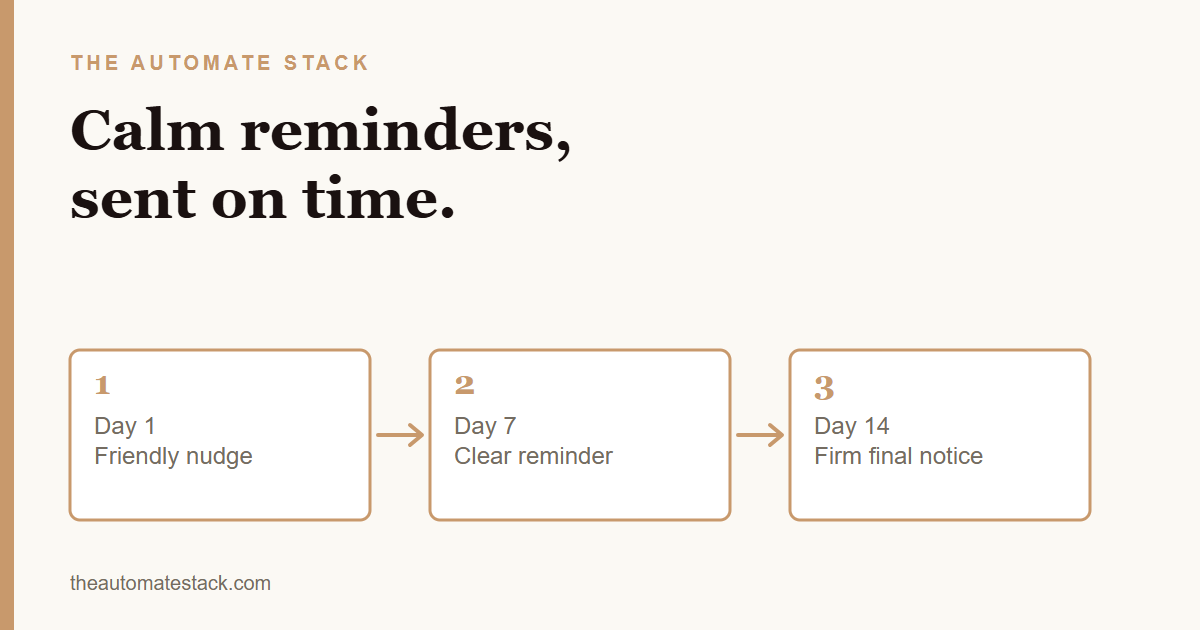 THE AUTOMATE STACK
Calm reminders,
sent on time.
1
Day 1
Friendly nudge
2
Day 7
Clear reminder
3
Day 14
Firm final notice
theautomatestack.com